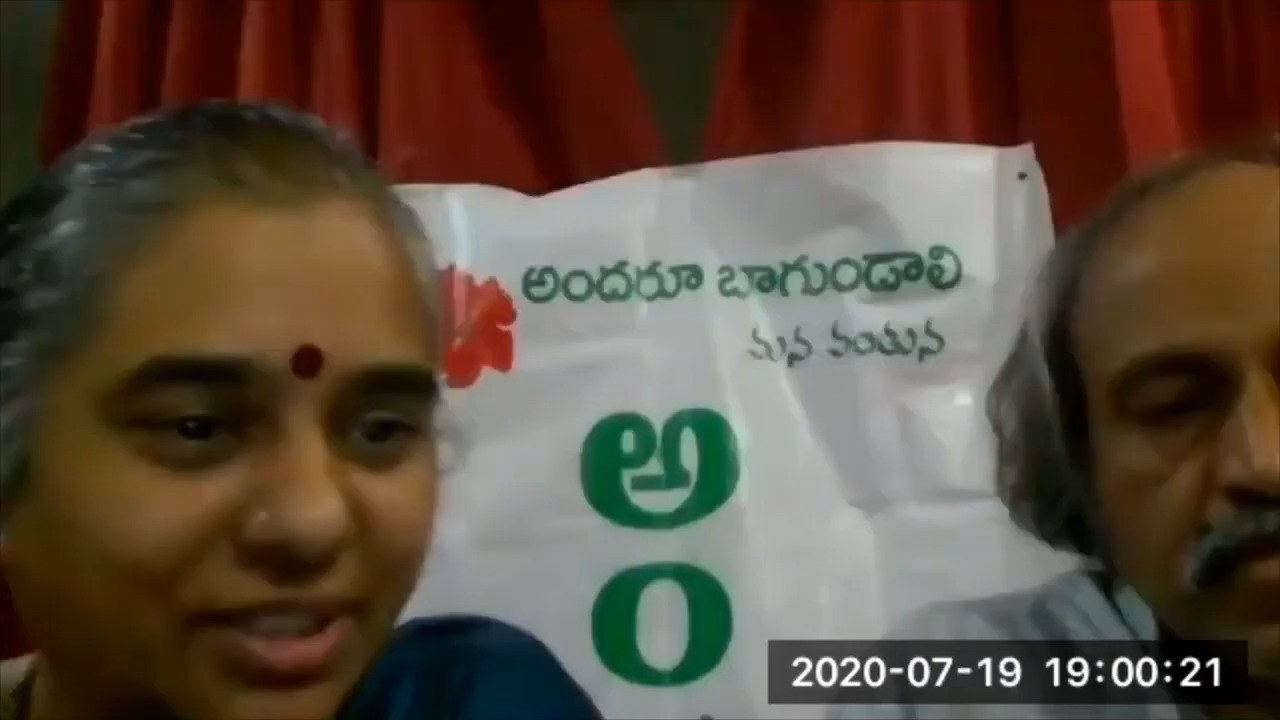 అందరూ బాగుండాలి
మన వంతున
అ
ం
2020-07-19 19:00:21